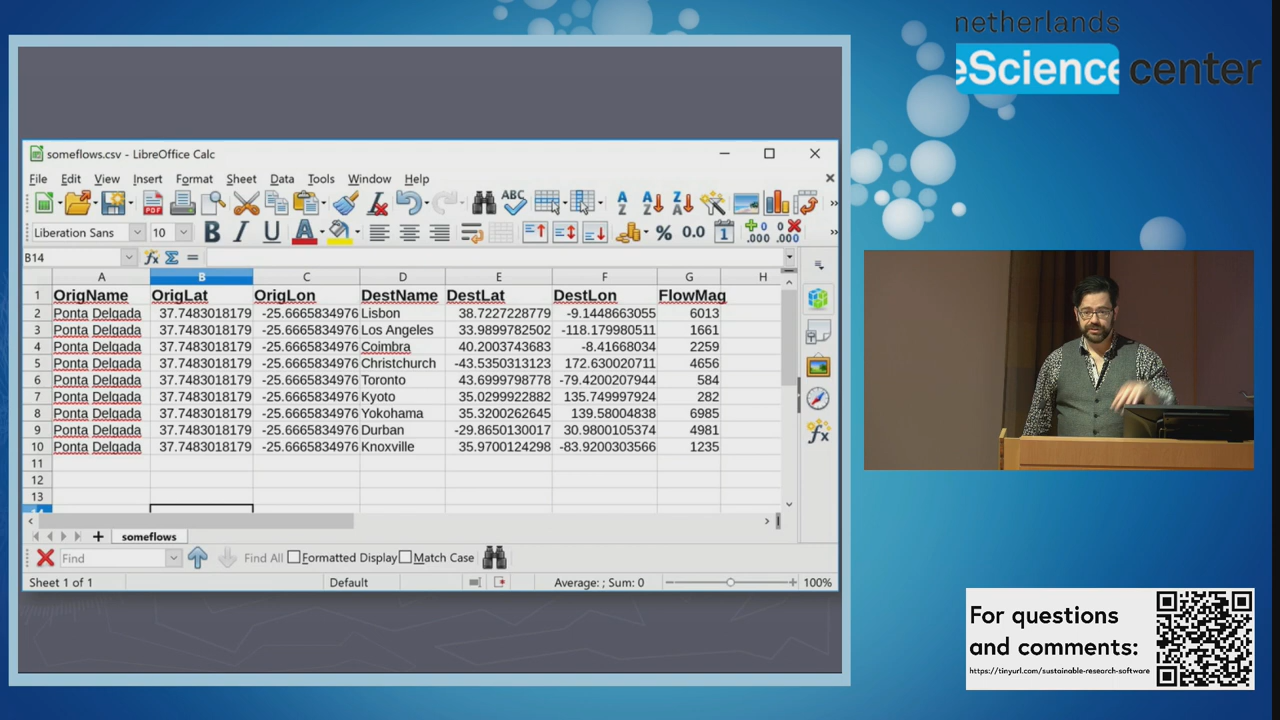 netherlands
eScience center
someflows.csv - LibreOffice Calc
File Edit View Insert Format Sheet Data Tools Window Help
Liberation Sans 10
B14
A B C D E F G H
1 OrigName OrigLat OrigLon DestName DestLat DestLon FlowMag
2 Ponta Delgada 37.7483018179 -25.6665834976 Lisbon 38.7227228779 -9.1448663055 6013
3 Ponta Delgada 37.7483018179 -25.6665834976 Los Angeles 33.9899782502 -118.179980511 1661
4 Ponta Delgada 37.7483018179 -25.6665834976 Coimbra 40.2003743683 -8.41668034 2259
5 Ponta Delgada 37.7483018179 -25.6665834976 Christchurch -43.5350313123 172.630020711 4656
6 Ponta Delgada 37.7483018179 -25.6665834976 Toronto 43.6999798778 -79.4200207944 584
7 Ponta Delgada 37.7483018179 -25.6665834976 Kyoto 35.0299922882 135.749997924 282
8 Ponta Delgada 37.7483018179 -25.6665834976 Yokohama 35.3200262645 139.58004838 6985
9 Ponta Delgada 37.7483018179 -25.6665834976 Durban -29.8650130017 30.9800105374 4981
10 Ponta Delgada 37.7483018179 -25.6665834976 Knoxville 35.9700124298 -83.9200303566 1235
11
12
13
14
someflows
Find Find All Formatted Display Match Case
Sheet 1 of 1 Default Average: ; Sum: 0 100%
For questions
and comments:
https://tinyurl.com/sustainable-research-software